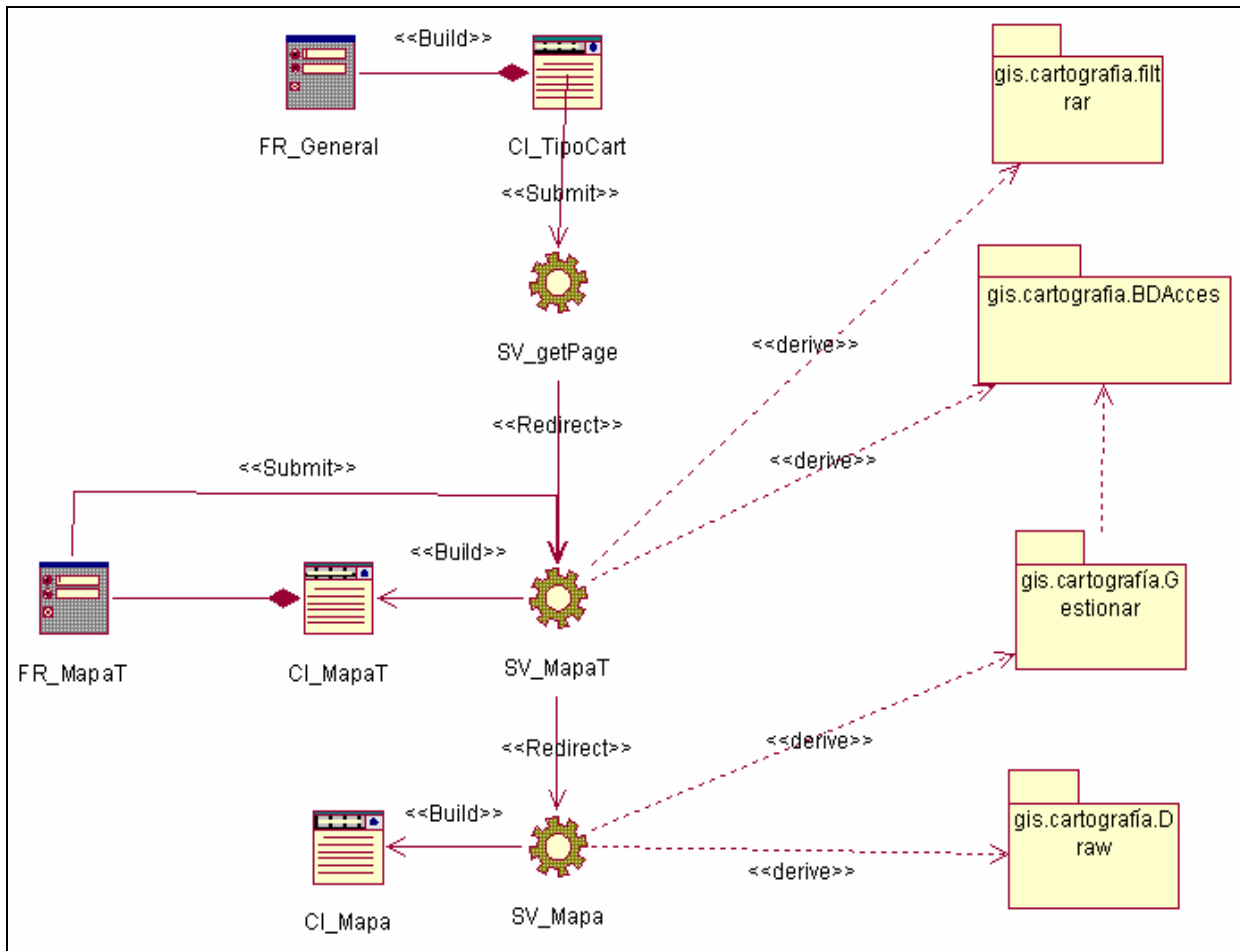 <<Build>>
FR_General
CI_TipoCart
gis.cartografia.filt
rar
<<Submit>>
SV_getPage
gis.cartografia.BDAcces
<<derive>>
<<Redirect>>
<<derive>>
<<Submit>>
<<Build>>
FR_MapaT
CI_MapaT
SV_MapaT
gis.cartografía.G
estionar
<<Redirect>>
<<derive>>
<<Build>>
CI_Mapa
SV_Mapa
gis.cartografía.D
raw
<<derive>>